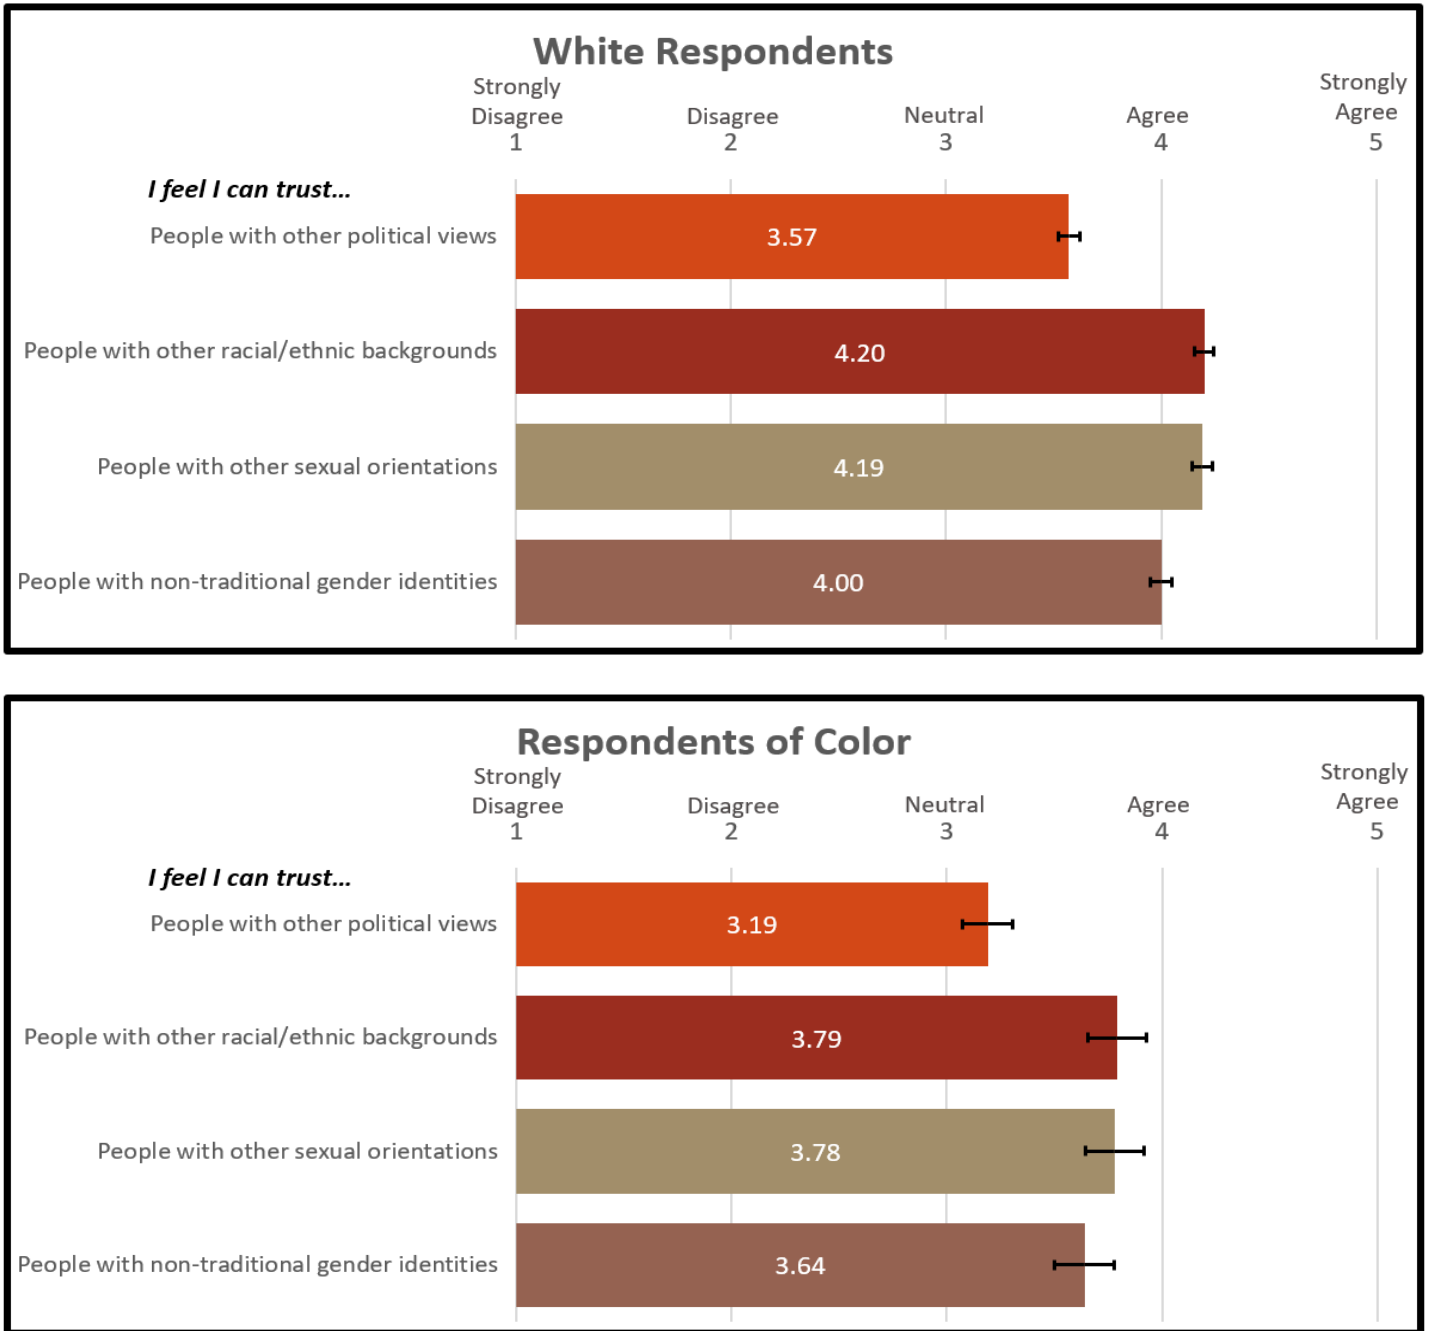 White Respondents
Strongly
Disagree
1
Disagree
2
Neutral
3
Agree
4
Strongly
Agree
5
I feel I can trust...
People with other political views
3.57
People with other racial/ethnic backgrounds
4.20
People with other sexual orientations
4.19
People with non-traditional gender identities
4.00
Respondents of Color
Strongly
Disagree
1
Disagree
2
Neutral
3
Agree
4
Strongly
Agree
5
I feel I can trust...
People with other political views
3.19
People with other racial/ethnic backgrounds
3.79
People with other sexual orientations
3.78
People with non-traditional gender identities
3.64